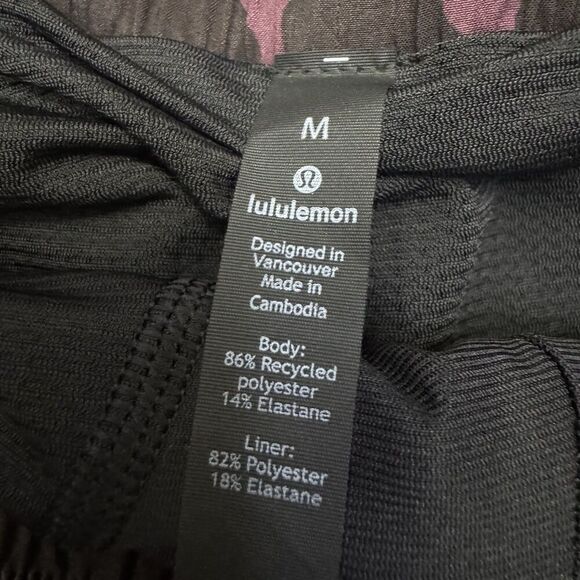 M
lululemon
Designed in
Vancouver
Made in
Cambodia
Body:
86% Recycled
polyester
14% Elastane
Liner:
82% Polyester
18% Elastane